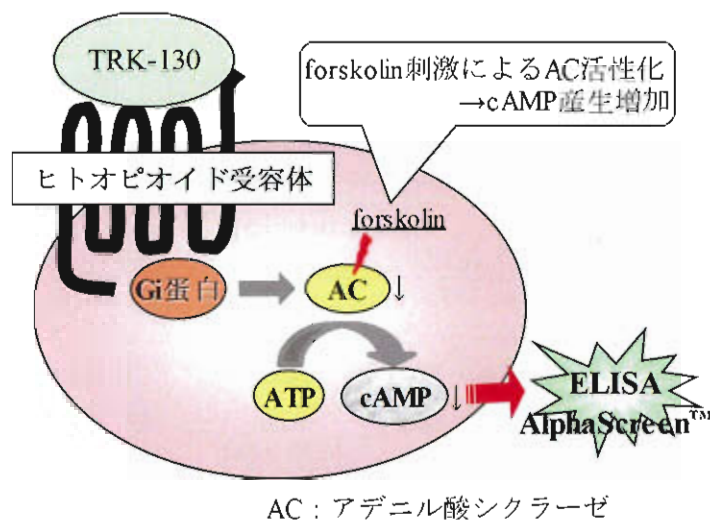 TRK-130
forskolin刺激によるAC活性化
→cAMP産生増加
ヒトオピオイド受容体
forskolin
Gi蛋白
AC ↓
ATP
cAMP ↓
ELISA
AlphaScreen™
AC：アデニル酸シクラーゼ